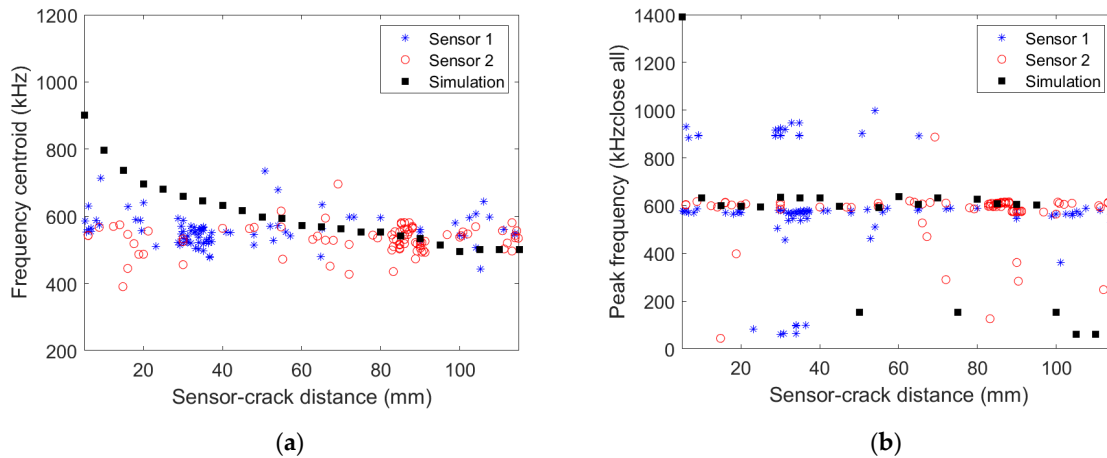 1200
1000
800
600
400
200
20
40
60
80
100
Frequency centroid (kHz)
Sensor-crack distance (mm)
Sensor 1
Sensor 2
Simulation
(a)
1400
1200
1000
800
600
400
200
0
20
40
60
80
100
Peak frequency (kHzclose all)
Sensor-crack distance (mm)
Sensor 1
Sensor 2
Simulation
(b)